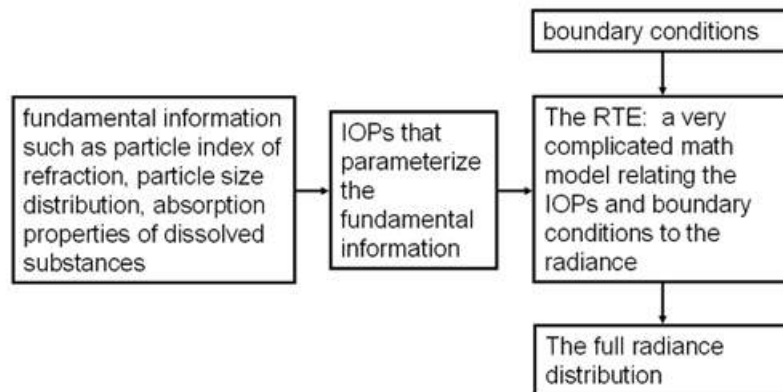 boundary conditions
fundamental information
such as particle index of
refraction, particle size
distribution, absorption
properties of dissolved
substances
IOPs that
parameterize
the
fundamental
information
The RTE: a very
complicated math
model relating the
IOPs and boundary
conditions to the
radiance
The full radiance
distribution